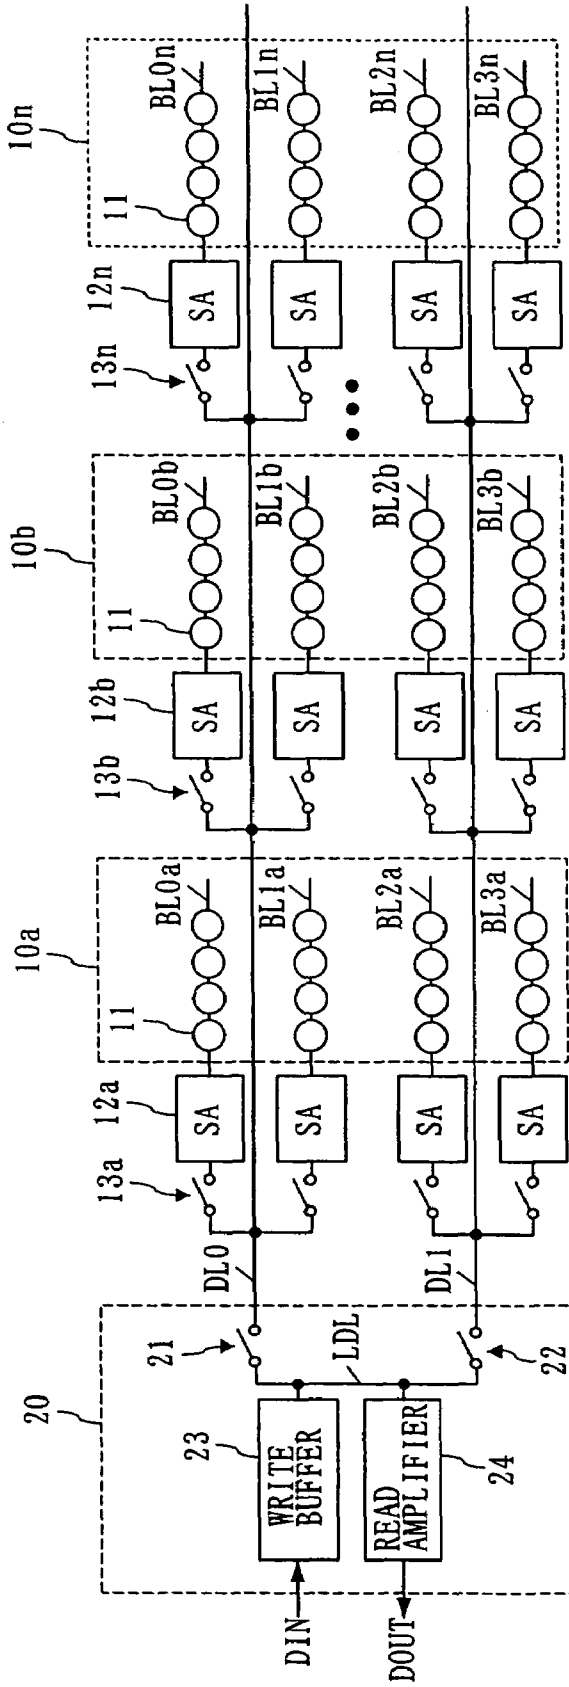 20
21
22
23
WRITE
BUFFER
READ
AMPLIFIER
24
DIN
DOUT
LDL
DL0
DL1
13a
12a
11
10a
SA
SA
SA
SA
BL0a
BL1a
BL2a
BL3a
13b
12b
11
10b
SA
SA
SA
SA
BL0b
BL1b
BL2b
BL3b
13n
12n
11
10n
SA
SA
SA
SA
BL0n
BL1n
BL2n
BL3n